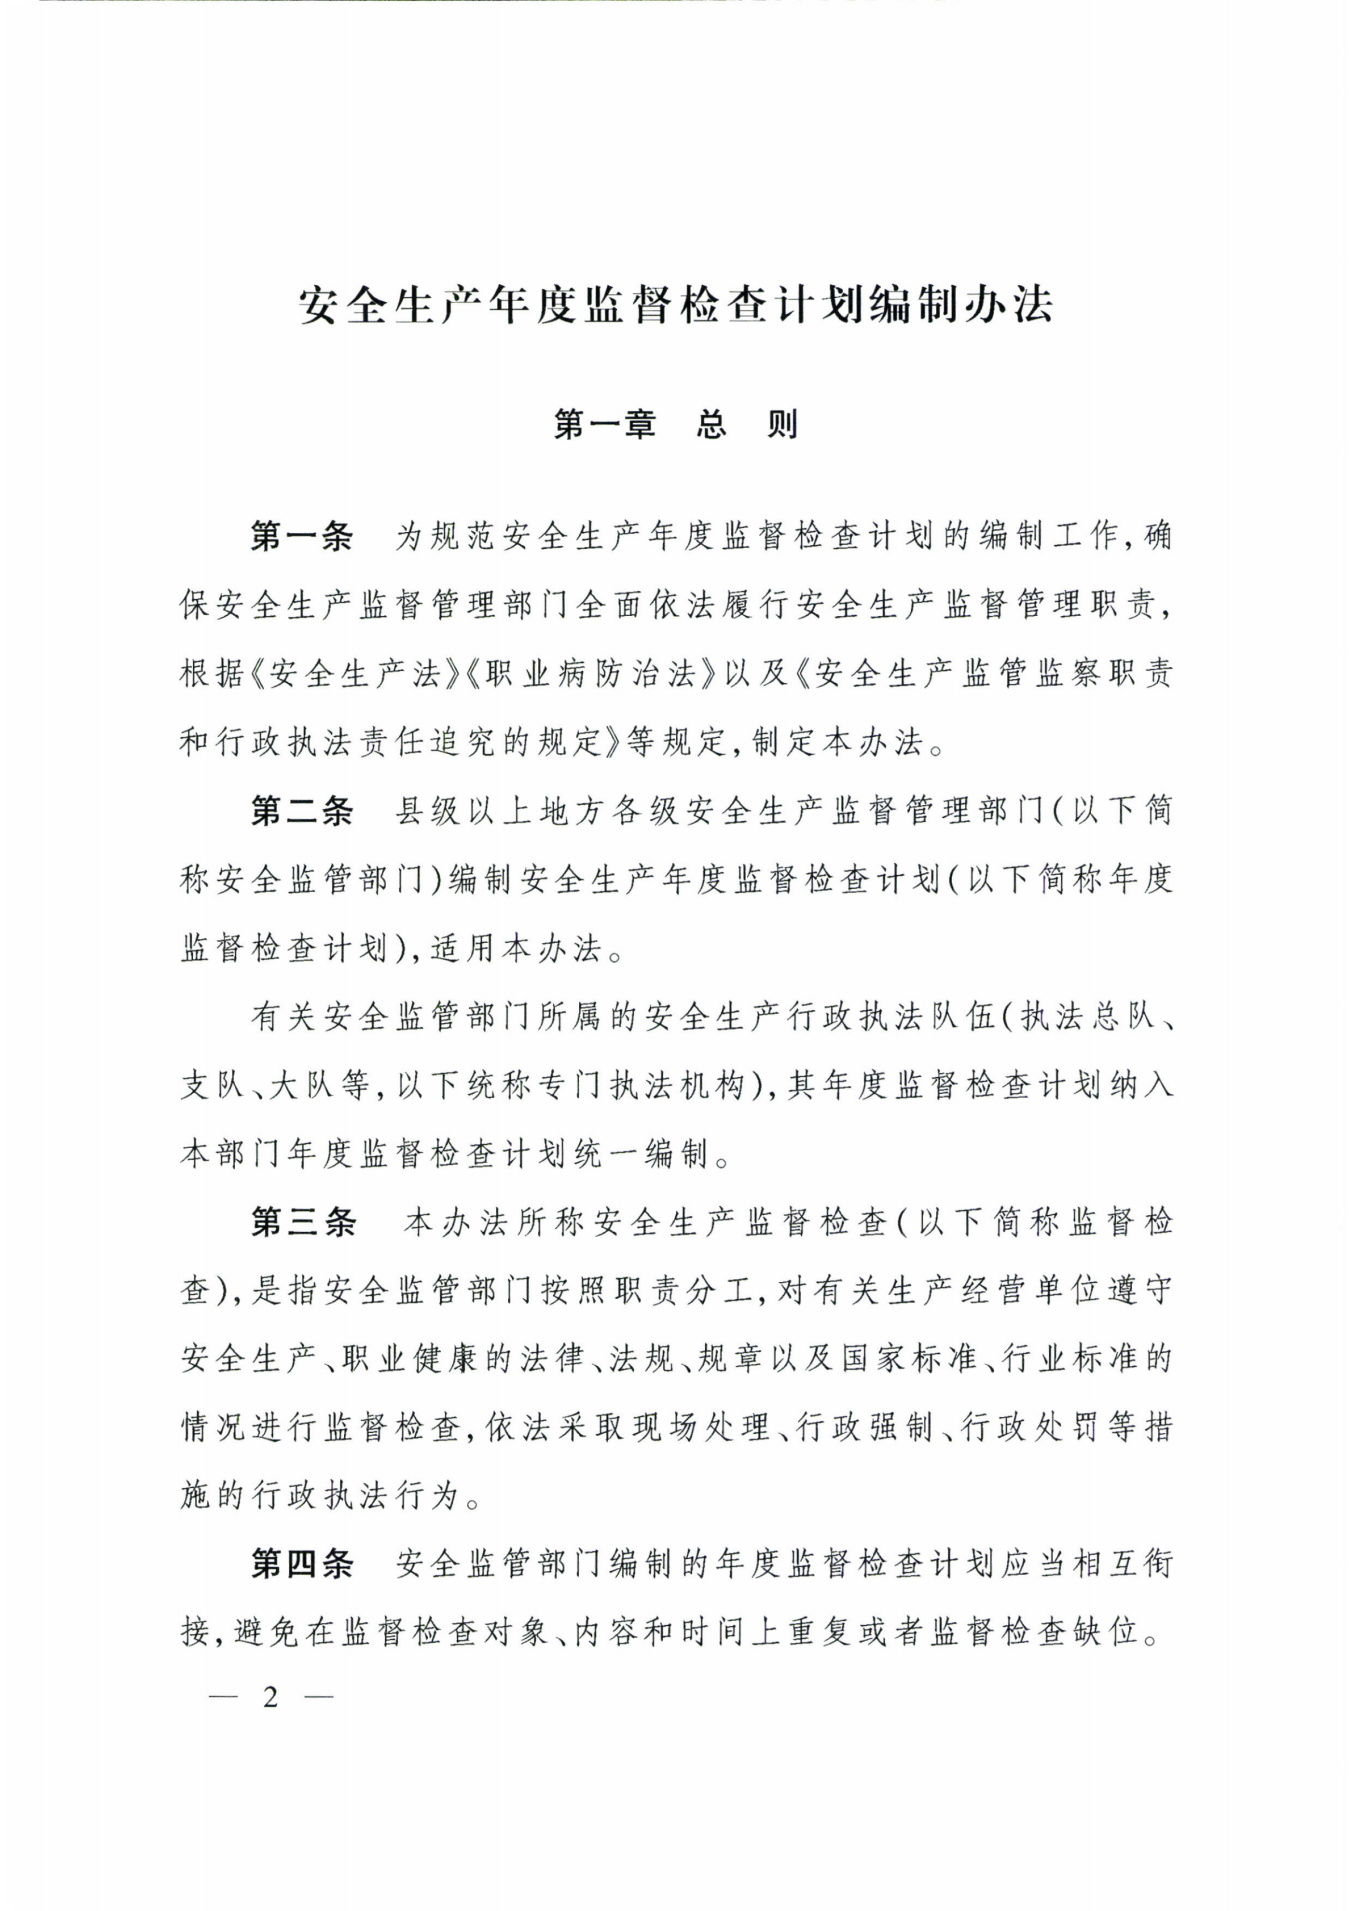 安全生产年度监督检查计划编制办法
第一章 总 则
第一条 为规范安全生产年度监督检查计划的编制工作,确
保安全生产监督管理部门全面依法履行安全生产监督管理职责,
根据《安全生产法》《职业病防治法》以及《安全生产监管监察职责
和行政执法责任追究的规定》等规定,制定本办法。
第二条 县级以上地方各级安全生产监督管理部门(以下简
称安全监管部门)编制安全生产年度监督检查计划(以下简称年度
监督检查计划),适用本办法。
有关安全监管部门所属的安全生产行政执法队伍(执法总队、
支队、大队等,以下统称专门执法机构),其年度监督检查计划纳入
本部门年度监督检查计划统一编制。
第三条 本办法所称安全生产监督检查(以下简称监督检
查),是指安全监管部门按照职责分工,对有关生产经营单位遵守
安全生产、职业健康的法律、法规、规章以及国家标准、行业标准的
情况进行监督检查,依法采取现场处理、行政强制、行政处罚等措
施的行政执法行为。
第四条 安全监管部门编制的年度监督检查计划应当相互衔
接,避免在监督检查对象、内容和时间上重复或者监督检查缺位。
— 2 —